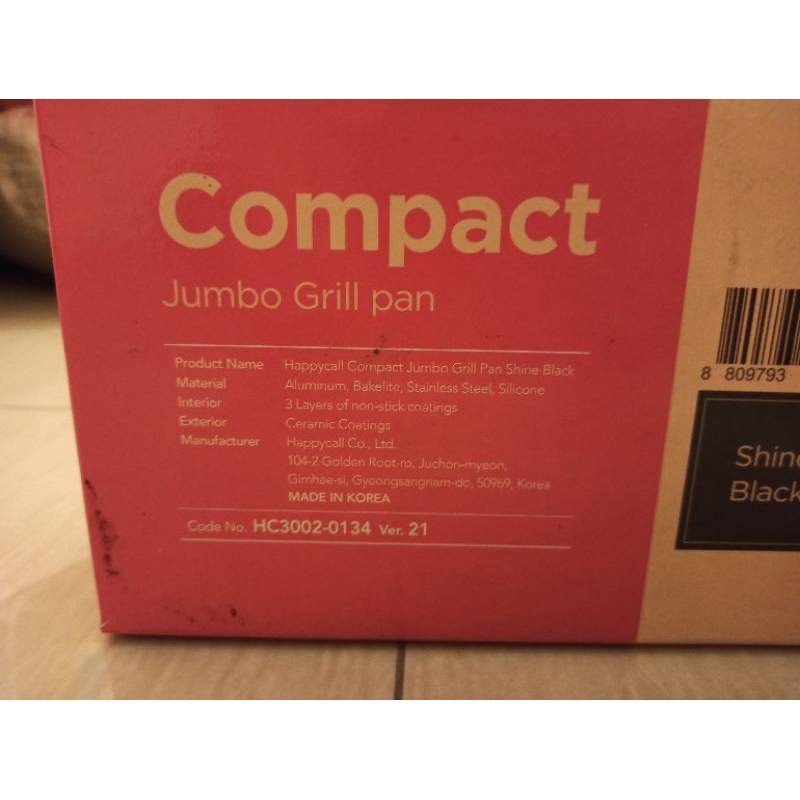 Compact
Jumbo Grill pan
Product Name Happycall Compact Jumbo Grill Pan Shine Black
Material Aluminum, Bakelite, Stainless Steel, Silicone
Interior 3 Layers of non-stick coatings
Exterior Ceramic Coatings
Manufacturer Happycall Co., Ltd.
104-2 Golden Root-ro, Juchon-myeon,
Gimhae-si, Gyeongsangnam-do, 50969, Korea
MADE IN KOREA
Code No. HC3002-0134 Ver. 21
8 809793
Shine
Black